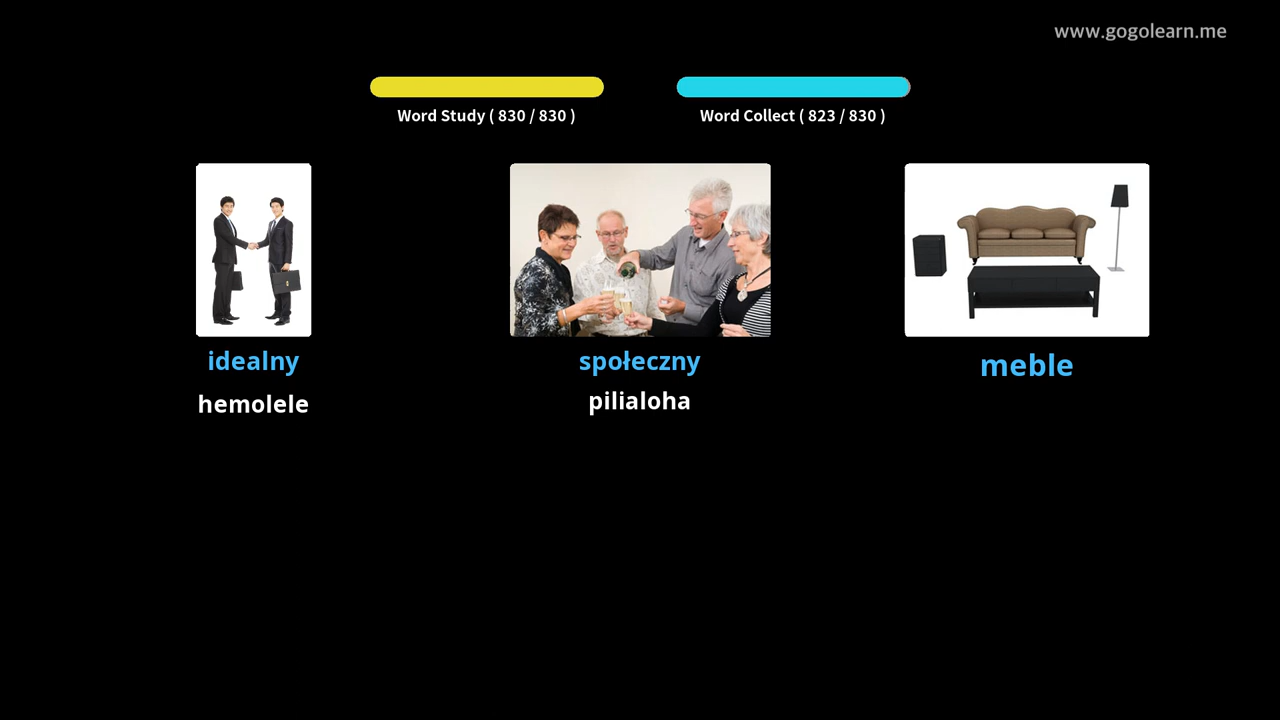 www.gogolearn.me
Word Study ( 830 / 830 )
Word Collect ( 823 / 830 )
idealny
społeczny
meble
hemolele
pilialoha